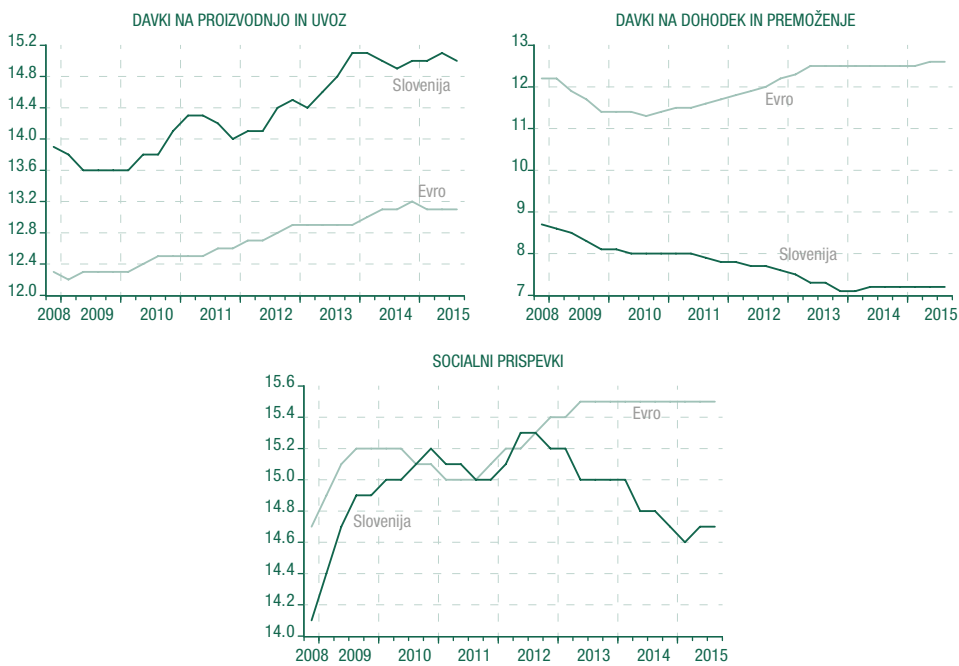 DAVKI NA PROIZVODNJO IN UVOZ
15.2
14.8
14.4
14.0
13.6
13.2
12.8
12.4
12.0
Slovenija
Evro
2008 2009 2010 2011 2012 2013 2014 2015
DAVKI NA DOHODEK IN PREMOŽENJE
13
12
11
10
9
8
7
Evro
Slovenija
2008 2009 2010 2011 2012 2013 2014 2015
SOCIALNI PRISPEVKI
15.6
15.4
15.2
15.0
14.8
14.6
14.4
14.2
14.0
Evro
Slovenija
2008 2009 2010 2011 2012 2013 2014 2015